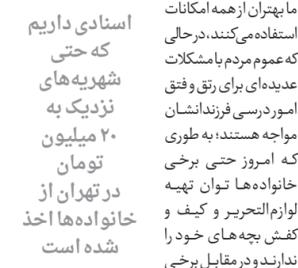 ما بهتران از همه امکانات
استفاده می‌کنند، در حالی
که عموم مردم با مشکلات
عدیده‌ای برای رتق و فتق
امور درسی فرزندانشان
مواجه هستند؛ به طوری
که امروز حتی برخی
خانواده‌ها توان تهیه
لوازم‌التحریر و کیف و
کفش بچه‌های خود را
ندارند و در مقابل برخی
اسنادی داریم
که حتی
شهریه‌های
نزدیک به
۲۰ میلیون
تومان
در تهران از
خانواده‌ها اخذ
شده است